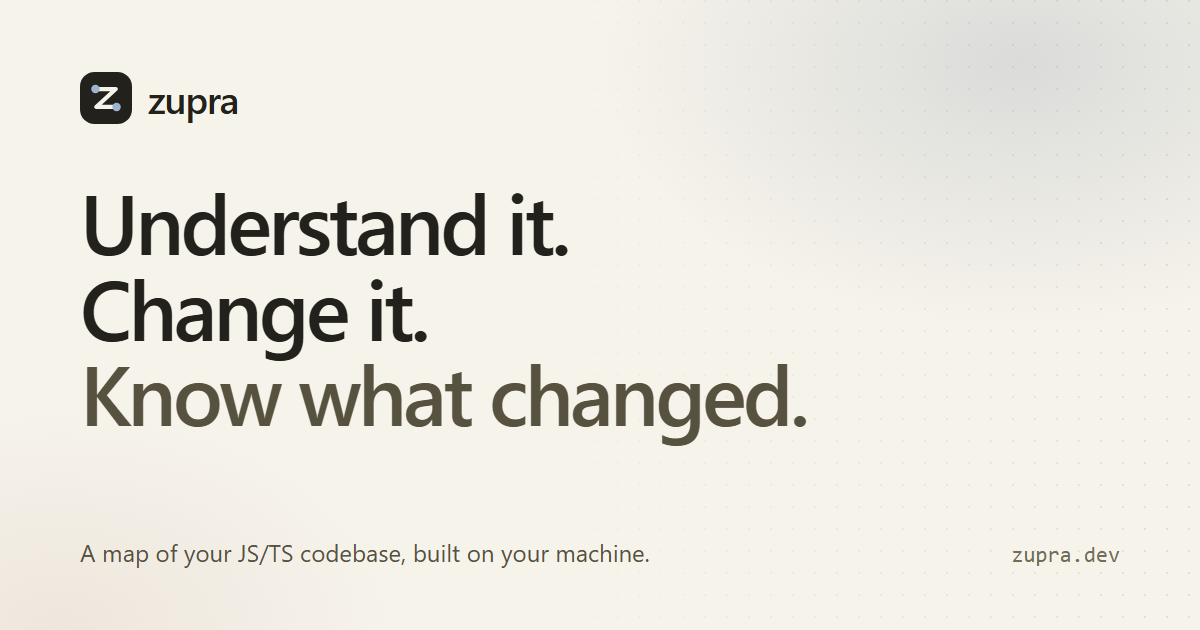 zupra
Understand it.
Change it.
Know what changed.
A map of your JS/TS codebase, built on your machine.
zupra.dev